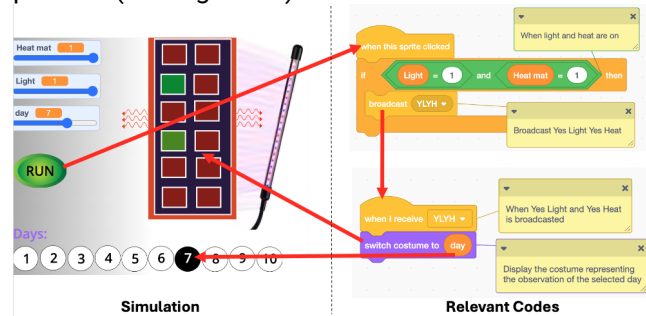 Heat mat 1
Light 1
day 7
RUN
Days:
1 2 3 4 5 6 7 8 9 10
Simulation
when this sprite clicked
if Light = 1 and Heat mat = 1 then
broadcast YLYH
When light and heat are on
Broadcast Yes Light Yes Heat
when I receive YLYH
switch costume to day
When Yes Light and Yes Heat
is broadcasted
Display the costume representing
the observation of the selected day
Relevant Codes